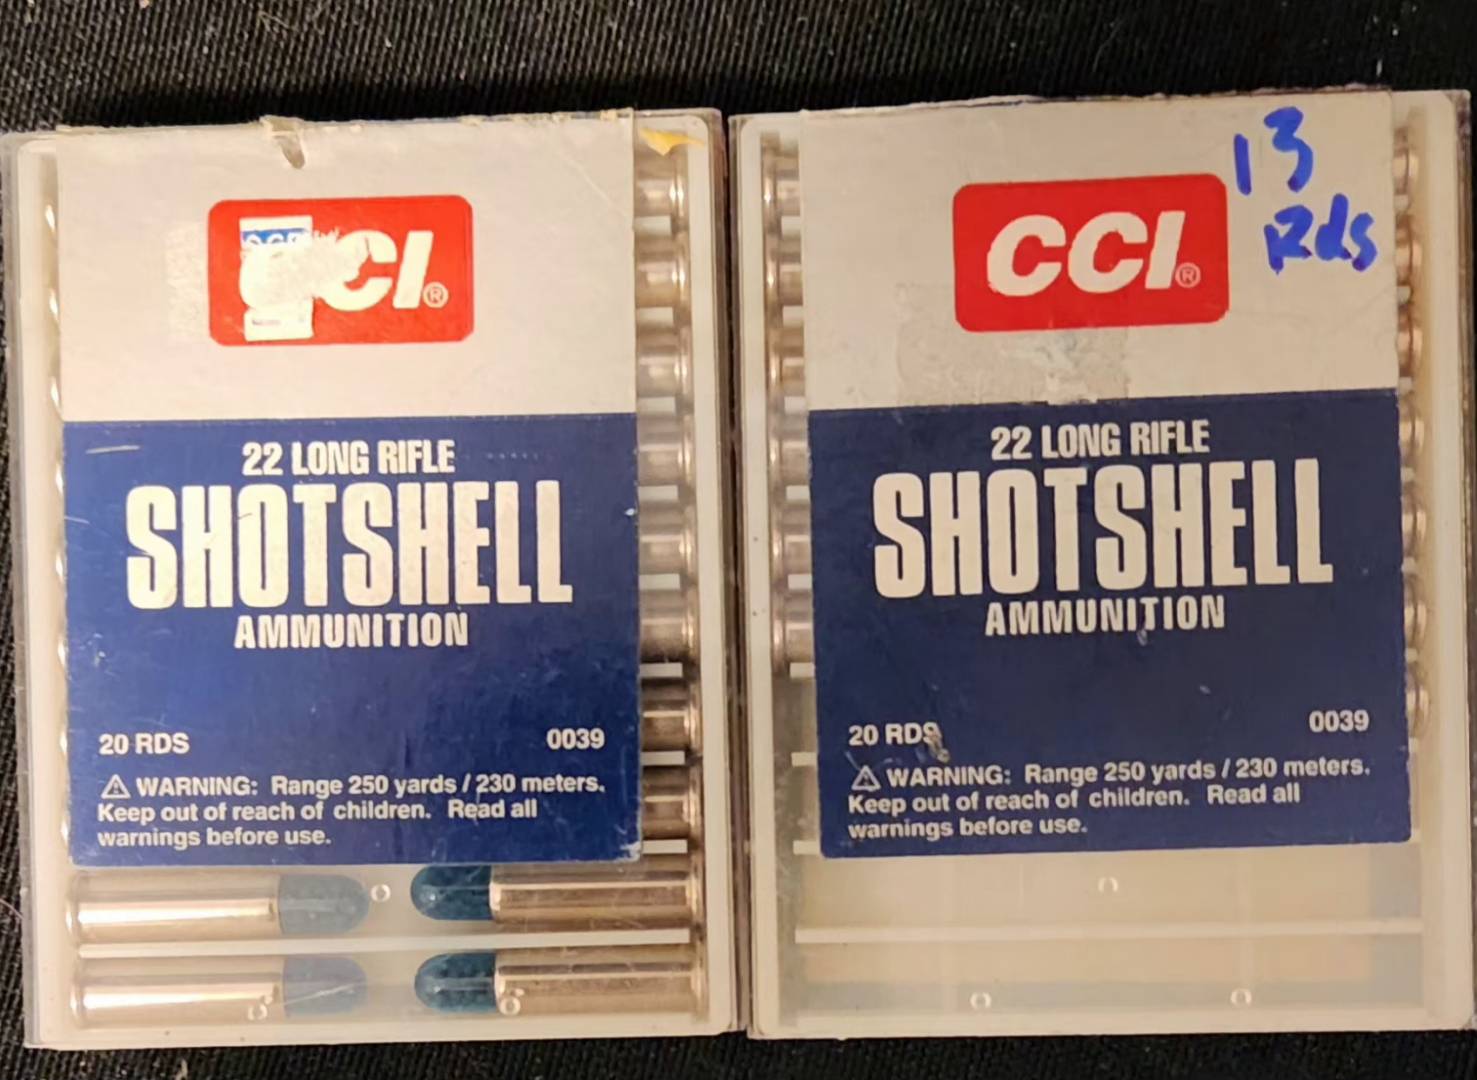 CCI®
22 LONG RIFLE
SHOTSHELL
AMMUNITION
20 RDS 0039
⚠ WARNING: Range 250 yards / 230 meters.
Keep out of reach of children. Read all
warnings before use.
13
Rds
CCI®
22 LONG RIFLE
SHOTSHELL
AMMUNITION
20 RDS 0039
⚠ WARNING: Range 250 yards / 230 meters.
Keep out of reach of children. Read all
warnings before use.